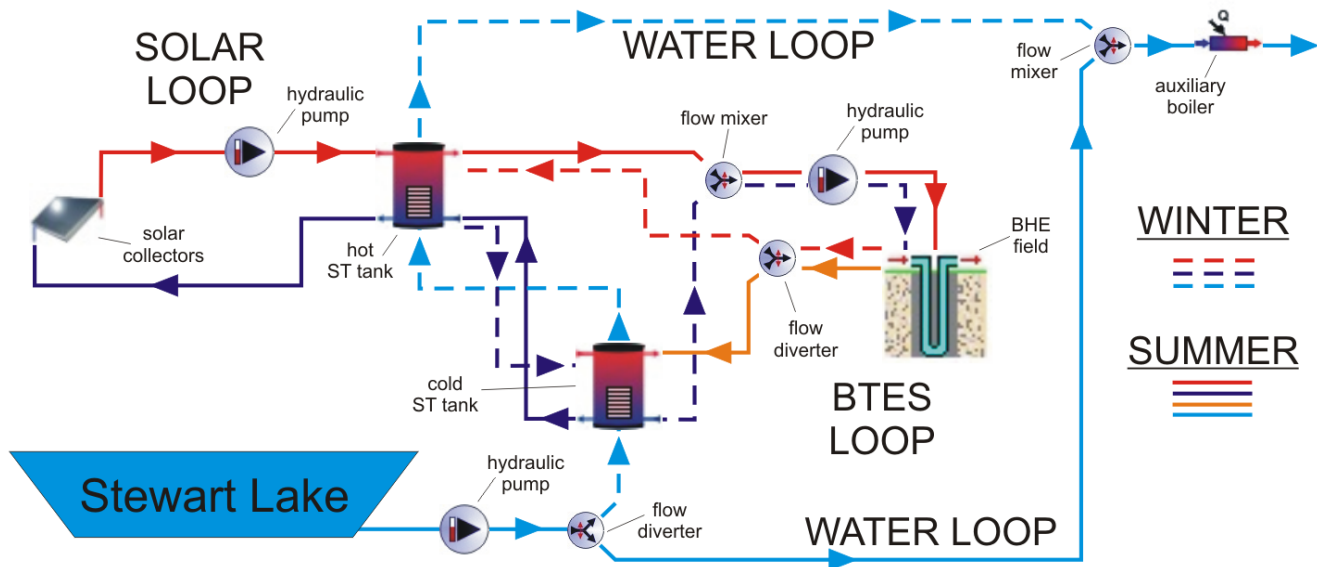 SOLAR
LOOP
WATER LOOP
Q
flow
mixer
auxiliary
boiler
hydraulic
pump
flow mixer
hydraulic
pump
solar
collectors
hot
ST tank
BHE
field
WINTER
flow
diverter
SUMMER
cold
ST tank
BTES
LOOP
Stewart Lake
hydraulic
pump
flow
diverter
WATER LOOP